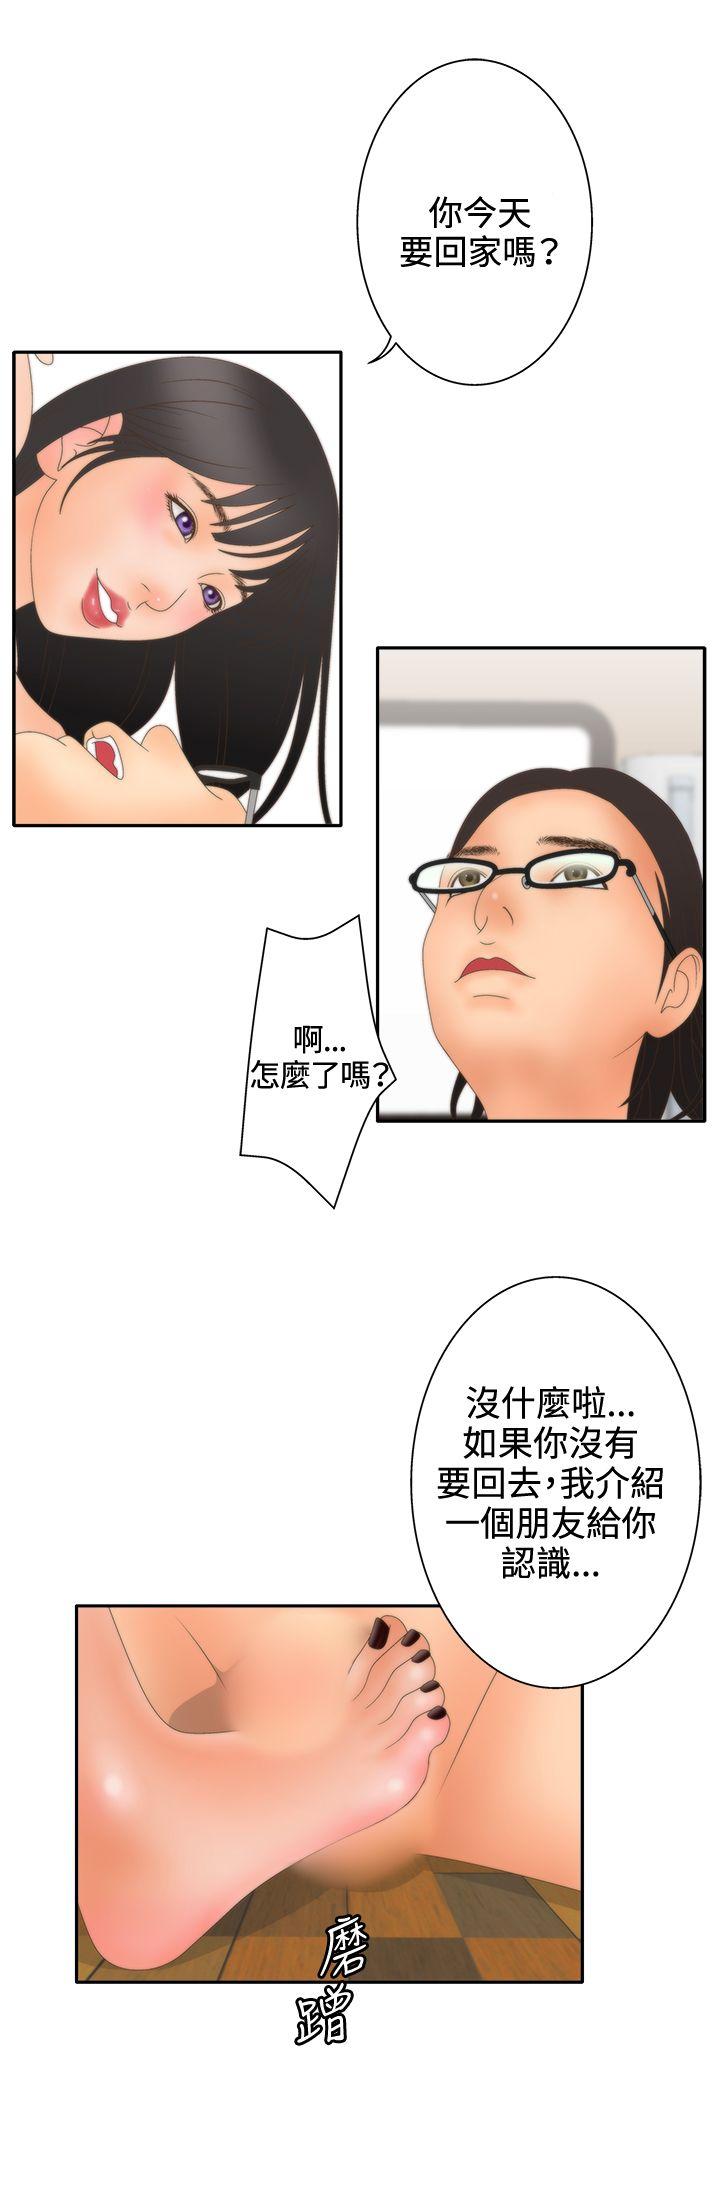 你今天
要回家嗎？
啊...
怎麼了嗎？
沒什麼啦...
如果你沒有
要回去，我介紹
一個朋友給你
認識...
磨
蹭